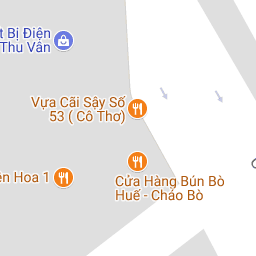 Bị Điện
Thu Vân
Vựa Cãi Sậy Số
53 ( Cô Thơ)
Hoa 1
Cửa Hàng Bún Bò
Huế - Cháo Bò